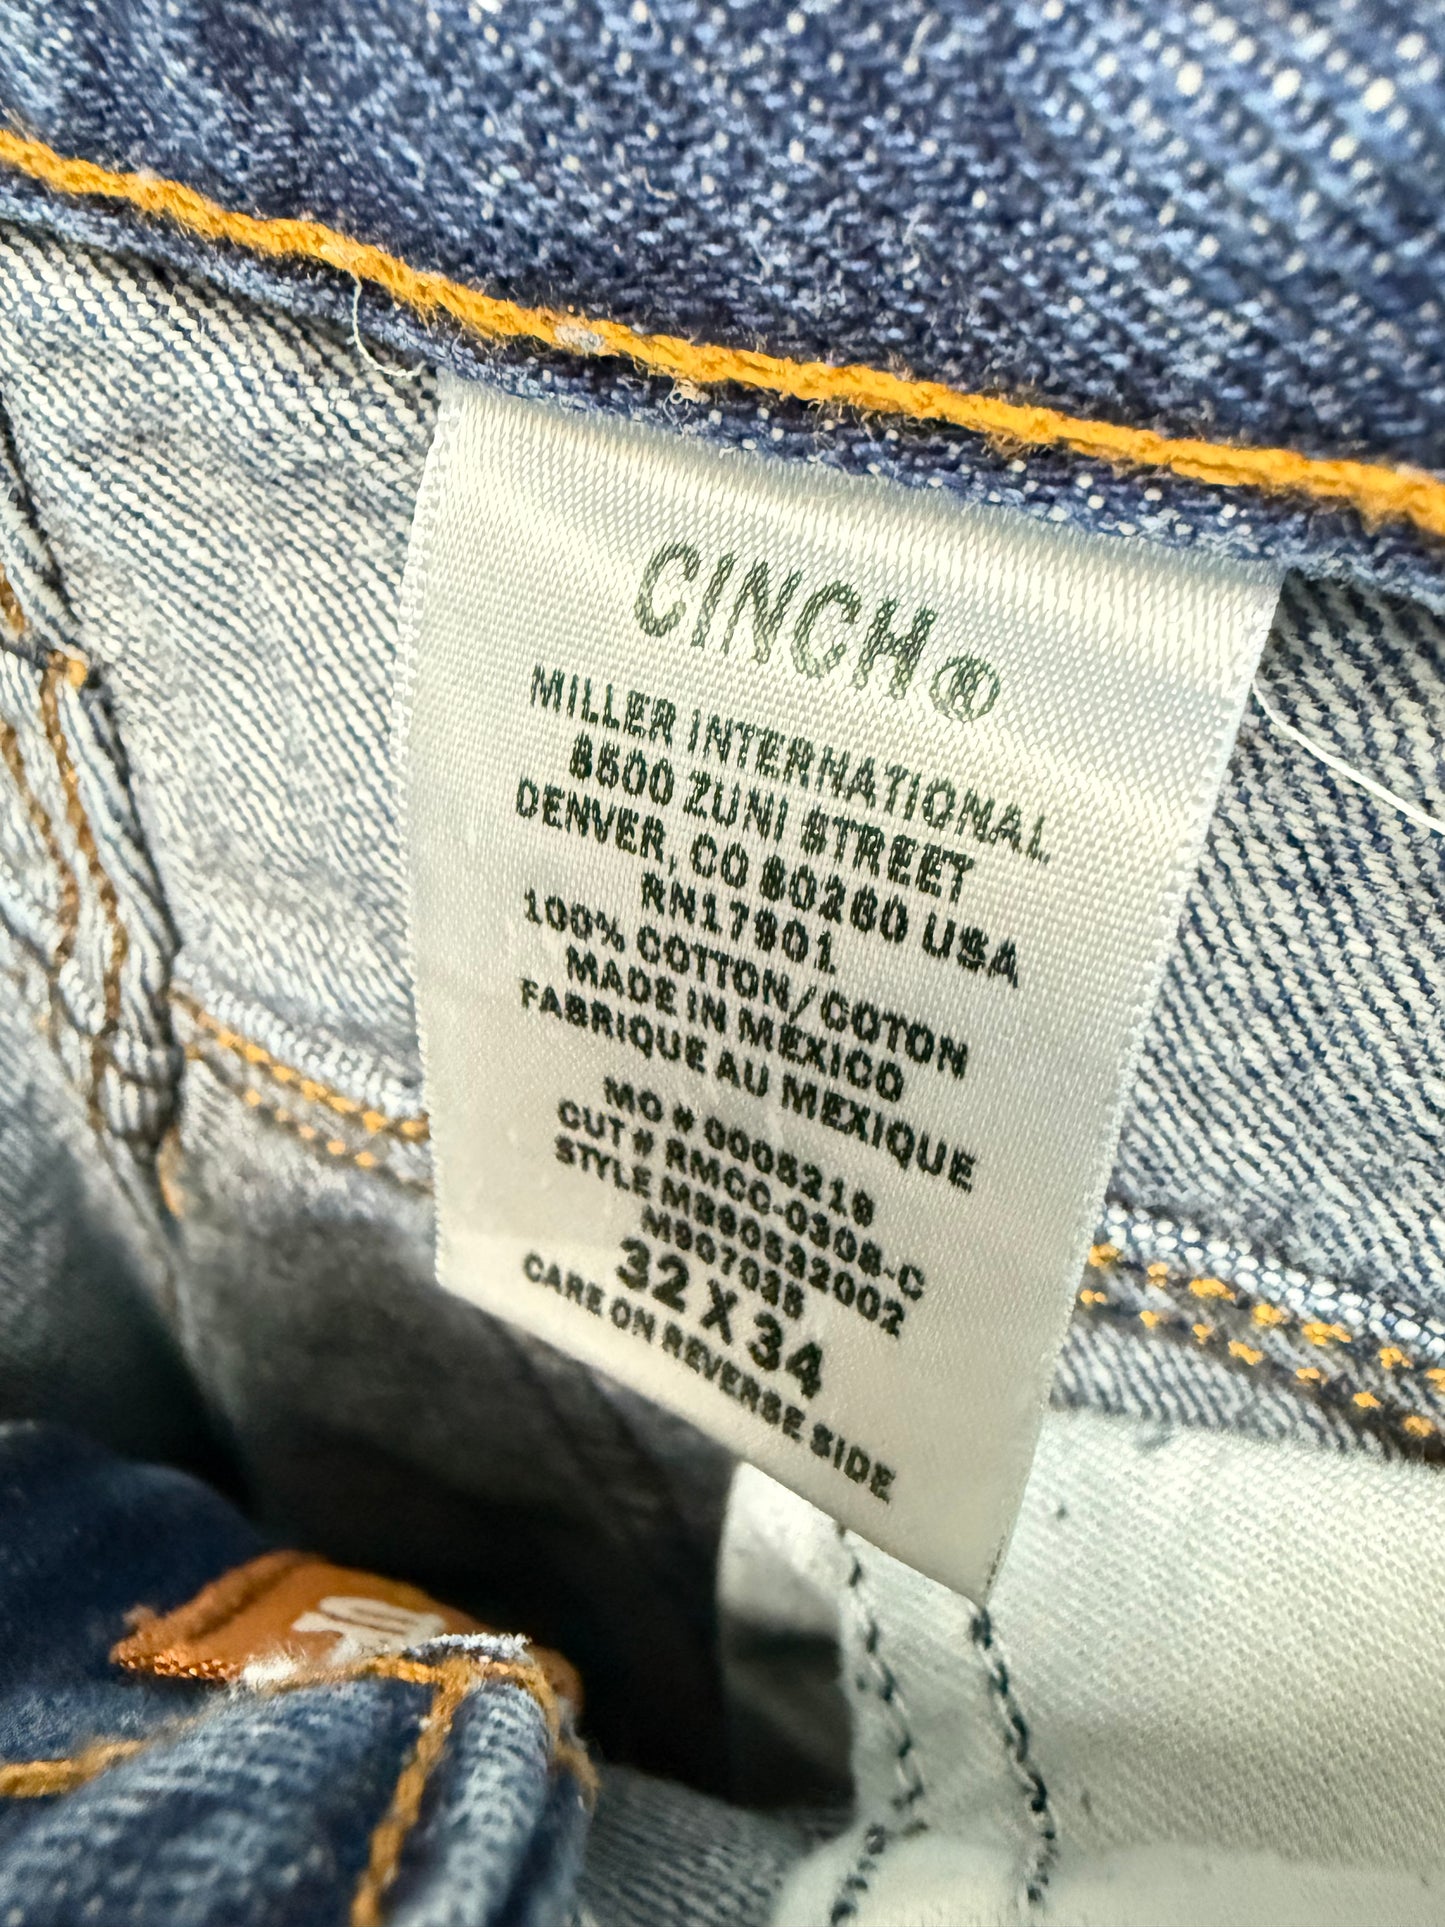 CINCH®
MILLER INTERNATIONAL
8500 ZUNI STREET
DENVER, CO 80260 USA
RN17901
100% COTTON/COTON
MADE IN MEXICO
FABRIQUE AU MEXIQUE
MO # 0005219
CUT # RMCC-0308-C
STYLE MB90532002
M907035
32 X 34
CARE ON REVERSE SIDE